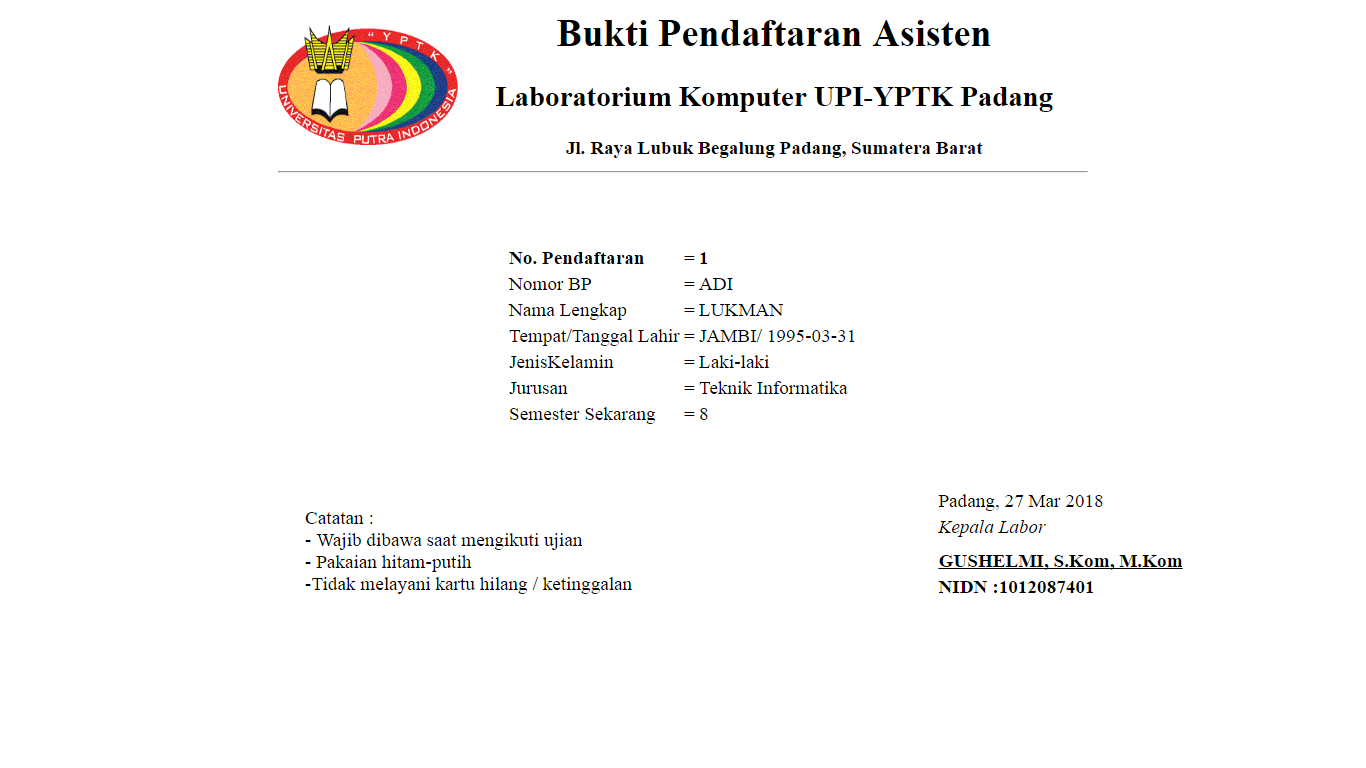 "YPTK"
UNIVERSITAS PUTRA INDONESIA
Bukti Pendaftaran Asisten
Laboratorium Komputer UPI-YPTK Padang
Jl. Raya Lubuk Begalung Padang, Sumatera Barat
No. Pendaftaran = 1
Nomor BP = ADI
Nama Lengkap = LUKMAN
Tempat/Tanggal Lahir = JAMBI/ 1995-03-31
JenisKelamin = Laki-laki
Jurusan = Teknik Informatika
Semester Sekarang = 8
Catatan :
- Wajib dibawa saat mengikuti ujian
- Pakaian hitam-putih
-Tidak melayani kartu hilang / ketinggalan
Padang, 27 Mar 2018
Kepala Labor
GUSHELMI, S.Kom, M.Kom
NIDN :1012087401